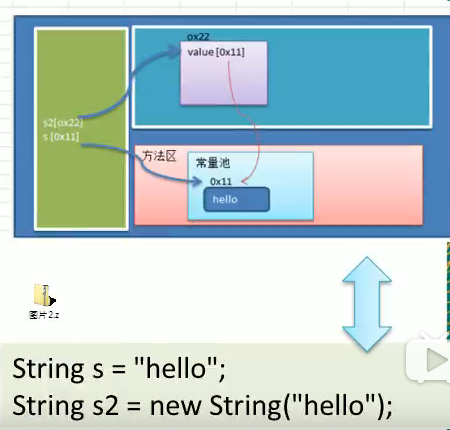 ox22
value [0x11]
s2[ox22]
s [0x11]
方法区
常量池
0x11
hello
图片2.z
String s = "hello";
String s2 = new String("hello");